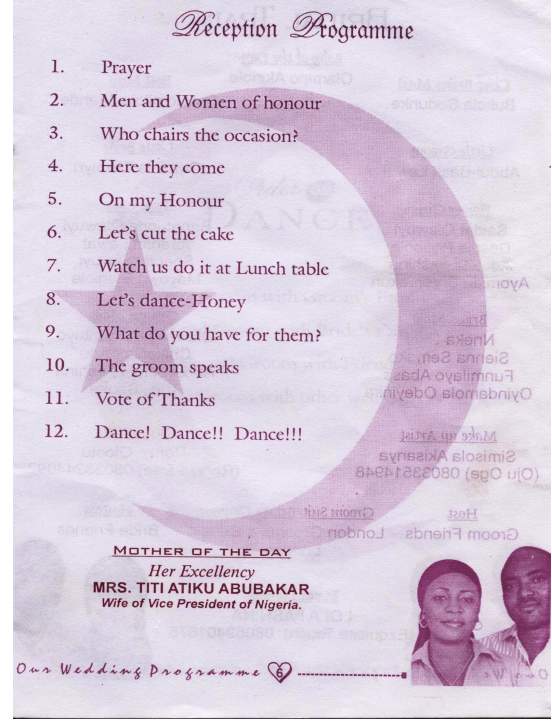 Reception Programme
1. Prayer
2. Men and Women of honour
3. Who chairs the occasion?
4. Here they come
5. On my Honour
6. Let's cut the cake
7. Watch us do it at Lunch table
8. Let's dance-Honey
9. What do you have for them?
10. The groom speaks
11. Vote of Thanks
12. Dance! Dance!! Dance!!!
MOTHER OF THE DAY
Her Excellency
MRS. TITI ATIKU ABUBAKAR
Wife of Vice President of Nigeria.
Our Wedding Programme 6